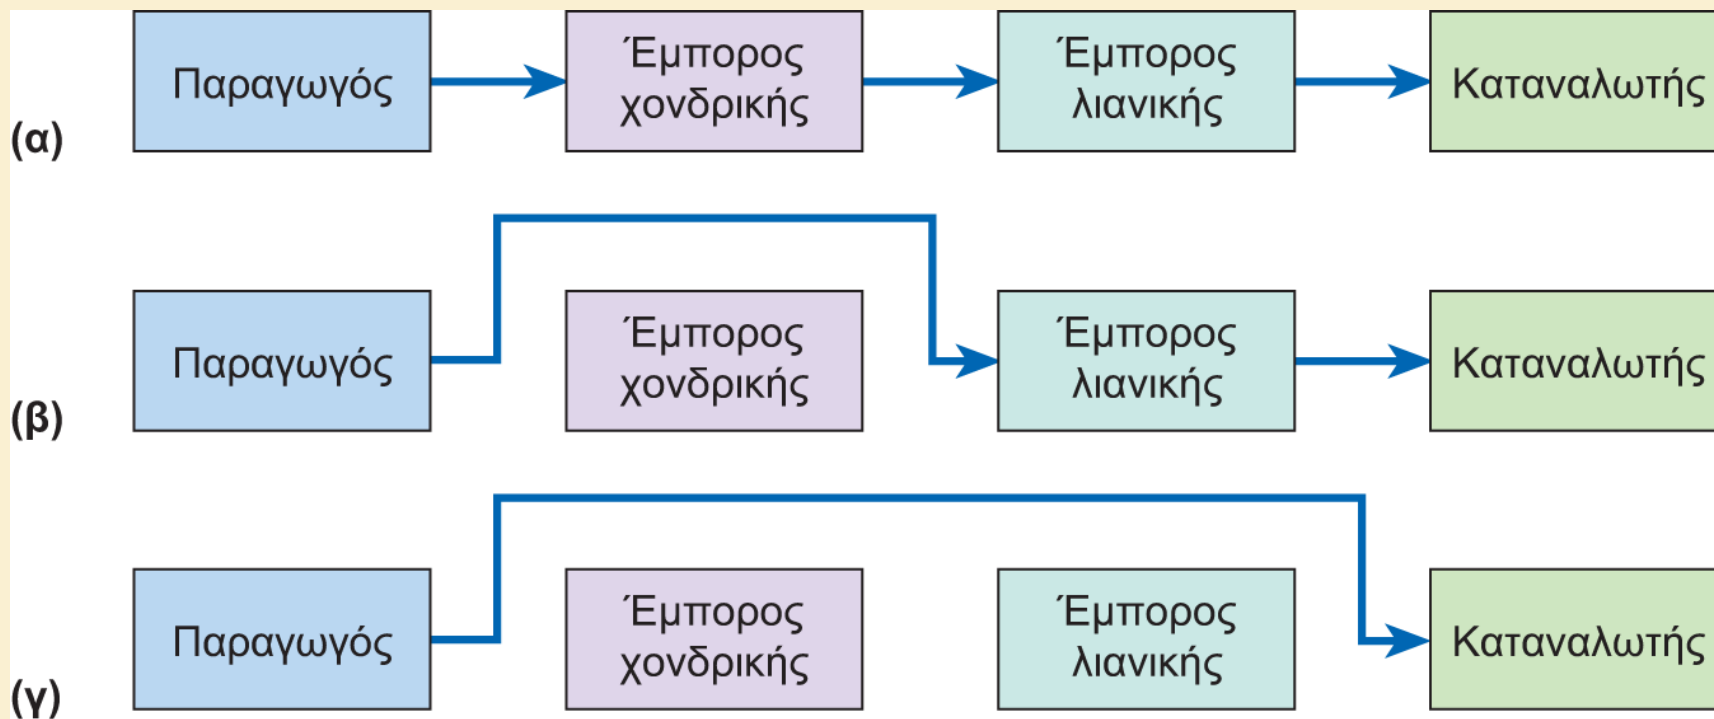 (α)
Παραγωγός
Έμπορος
χονδρικής
Έμπορος
λιανικής
Καταναλωτής
(β)
Παραγωγός
Έμπορος
χονδρικής
Έμπορος
λιανικής
Καταναλωτής
(γ)
Παραγωγός
Έμπορος
χονδρικής
Έμπορος
λιανικής
Καταναλωτής